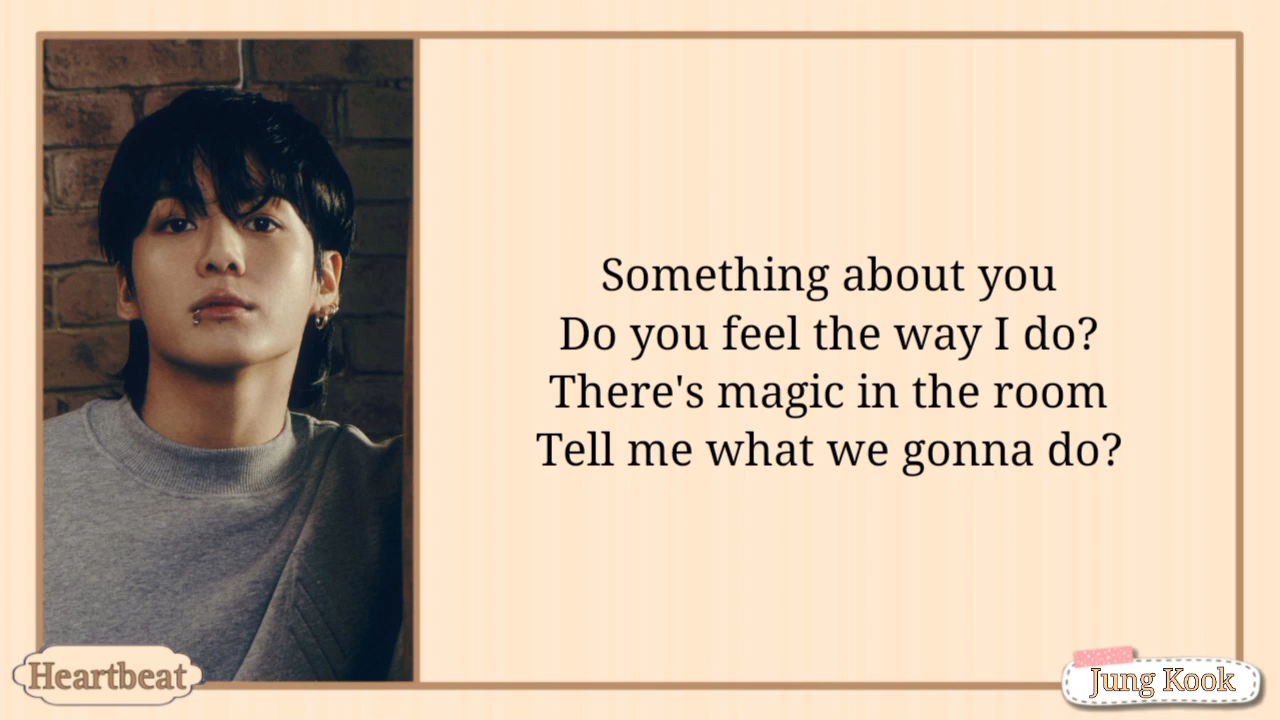 Something about you
Do you feel the way I do?
There's magic in the room
Tell me what we gonna do?
Heartbeat
Jung Kook